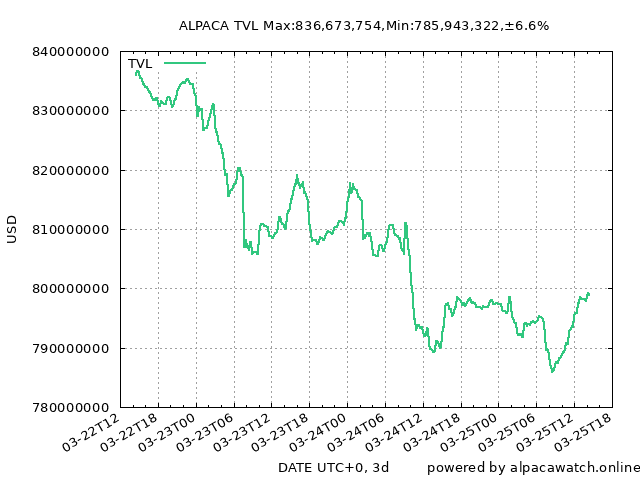 ALPACA TVL Max:836,673,754,Min:785,943,322,±6.6%
TVL
840000000
830000000
820000000
810000000
800000000
790000000
780000000
USD
03-22T12
03-22T18
03-23T00
03-23T06
03-23T12
03-23T18
03-24T00
03-24T06
03-24T12
03-24T18
03-25T00
03-25T06
03-25T12
03-25T18
DATE UTC+0, 3d
powered by alpacawatch.online